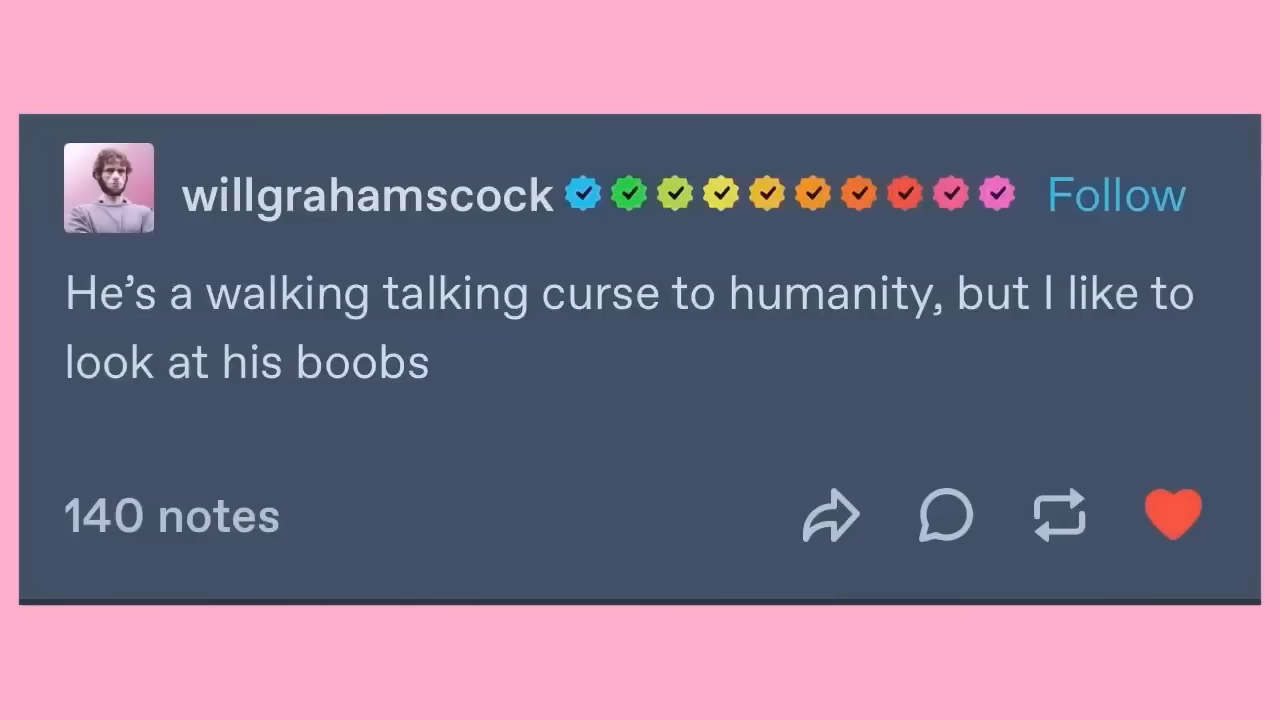 willgrahamscock Follow
He’s a walking talking curse to humanity, but I like to
look at his boobs
140 notes